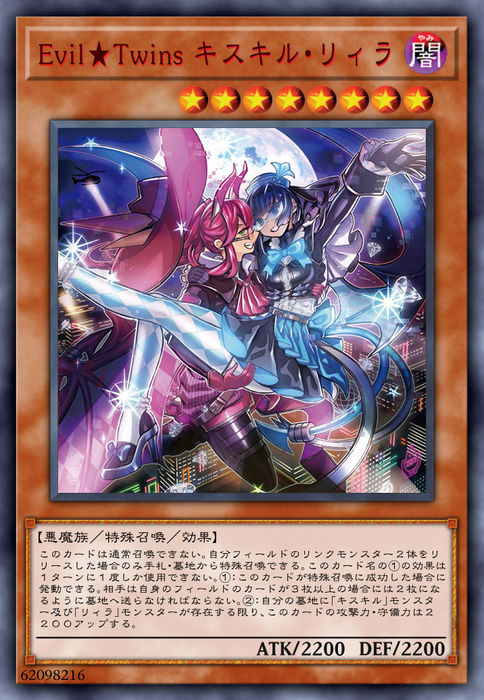 Evil★Twins キスキル・リィラ
やみ
闇
【悪魔族／特殊召喚／効果】
このカードは通常召喚できない。自分フィールドのリンクモンスター２体をリ
リースした場合のみ手札・墓地から特殊召喚できる。このカード名の①の効果は
１ターンに１度しか使用できない。①：このカードが特殊召喚に成功した場合に
発動できる。相手は自身のフィールドのカードが３枚以上の場合には２枚にな
るように墓地へ送らなければならない。②：自分の墓地に「キスキル」モンスタ
ー及び「リィラ」モンスターが存在する限り、このカードの攻撃力・守備力は２
２００アップする。
ATK/2200 DEF/2200
62098216